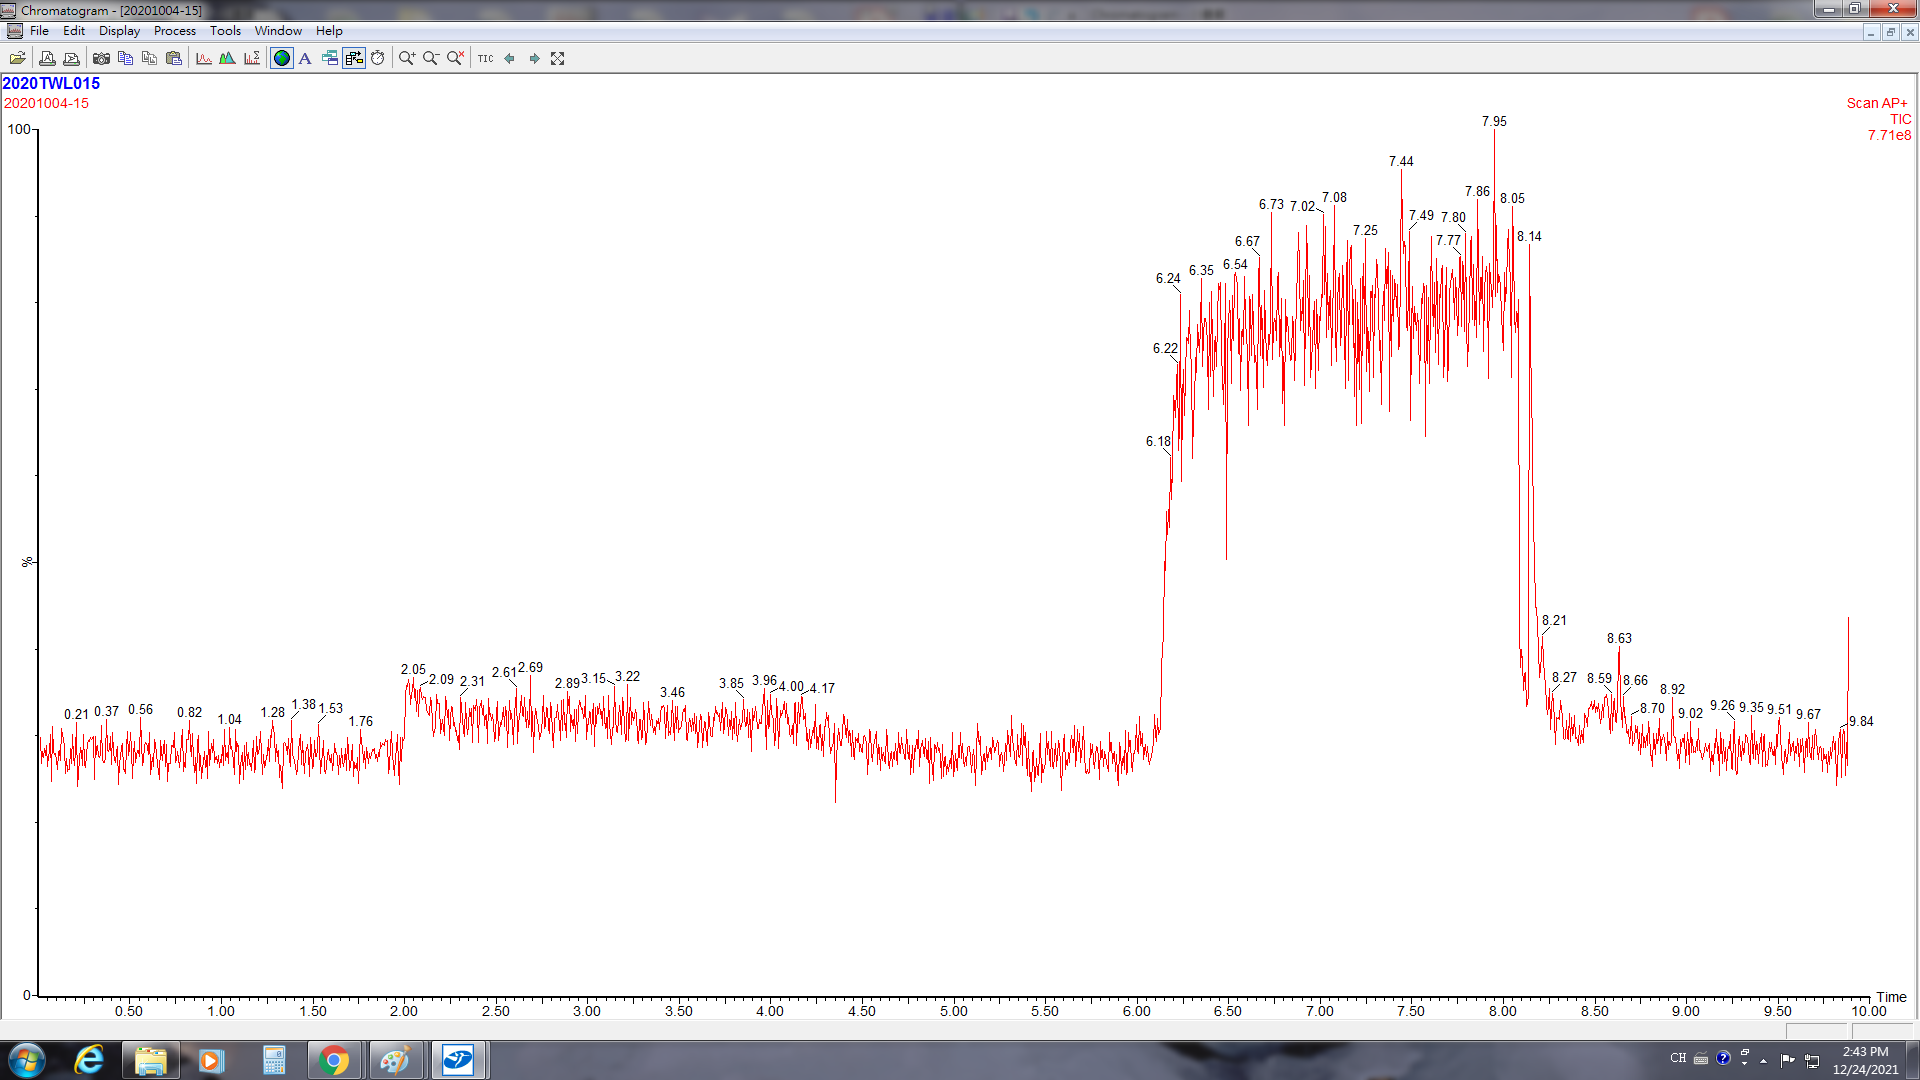 Chromatogram - [20201004-15]
File Edit Display Process Tools Window Help
TIC
2020TWL015
20201004-15
Scan AP+
TIC
7.71e8
100
%
0
0.21 0.37 0.56 0.82 1.04 1.28 1.38 1.53 1.76
2.05 2.09 2.31 2.61 2.69 2.89 3.15 3.22 3.46 3.85 3.96 4.00 4.17
6.18 6.22 6.24 6.35 6.54 6.67 6.73 7.02 7.08 7.25 7.44 7.49 7.77 7.80 7.86 7.95 8.05 8.14
8.21 8.27 8.59 8.63 8.66 8.70 8.92 9.02 9.26 9.35 9.51 9.67 9.84
Time
0.50 1.00 1.50 2.00 2.50 3.00 3.50 4.00 4.50 5.00 5.50 6.00 6.50 7.00 7.50 8.00 8.50 9.00 9.50 10.00
CH
2:43 PM
12/24/2021